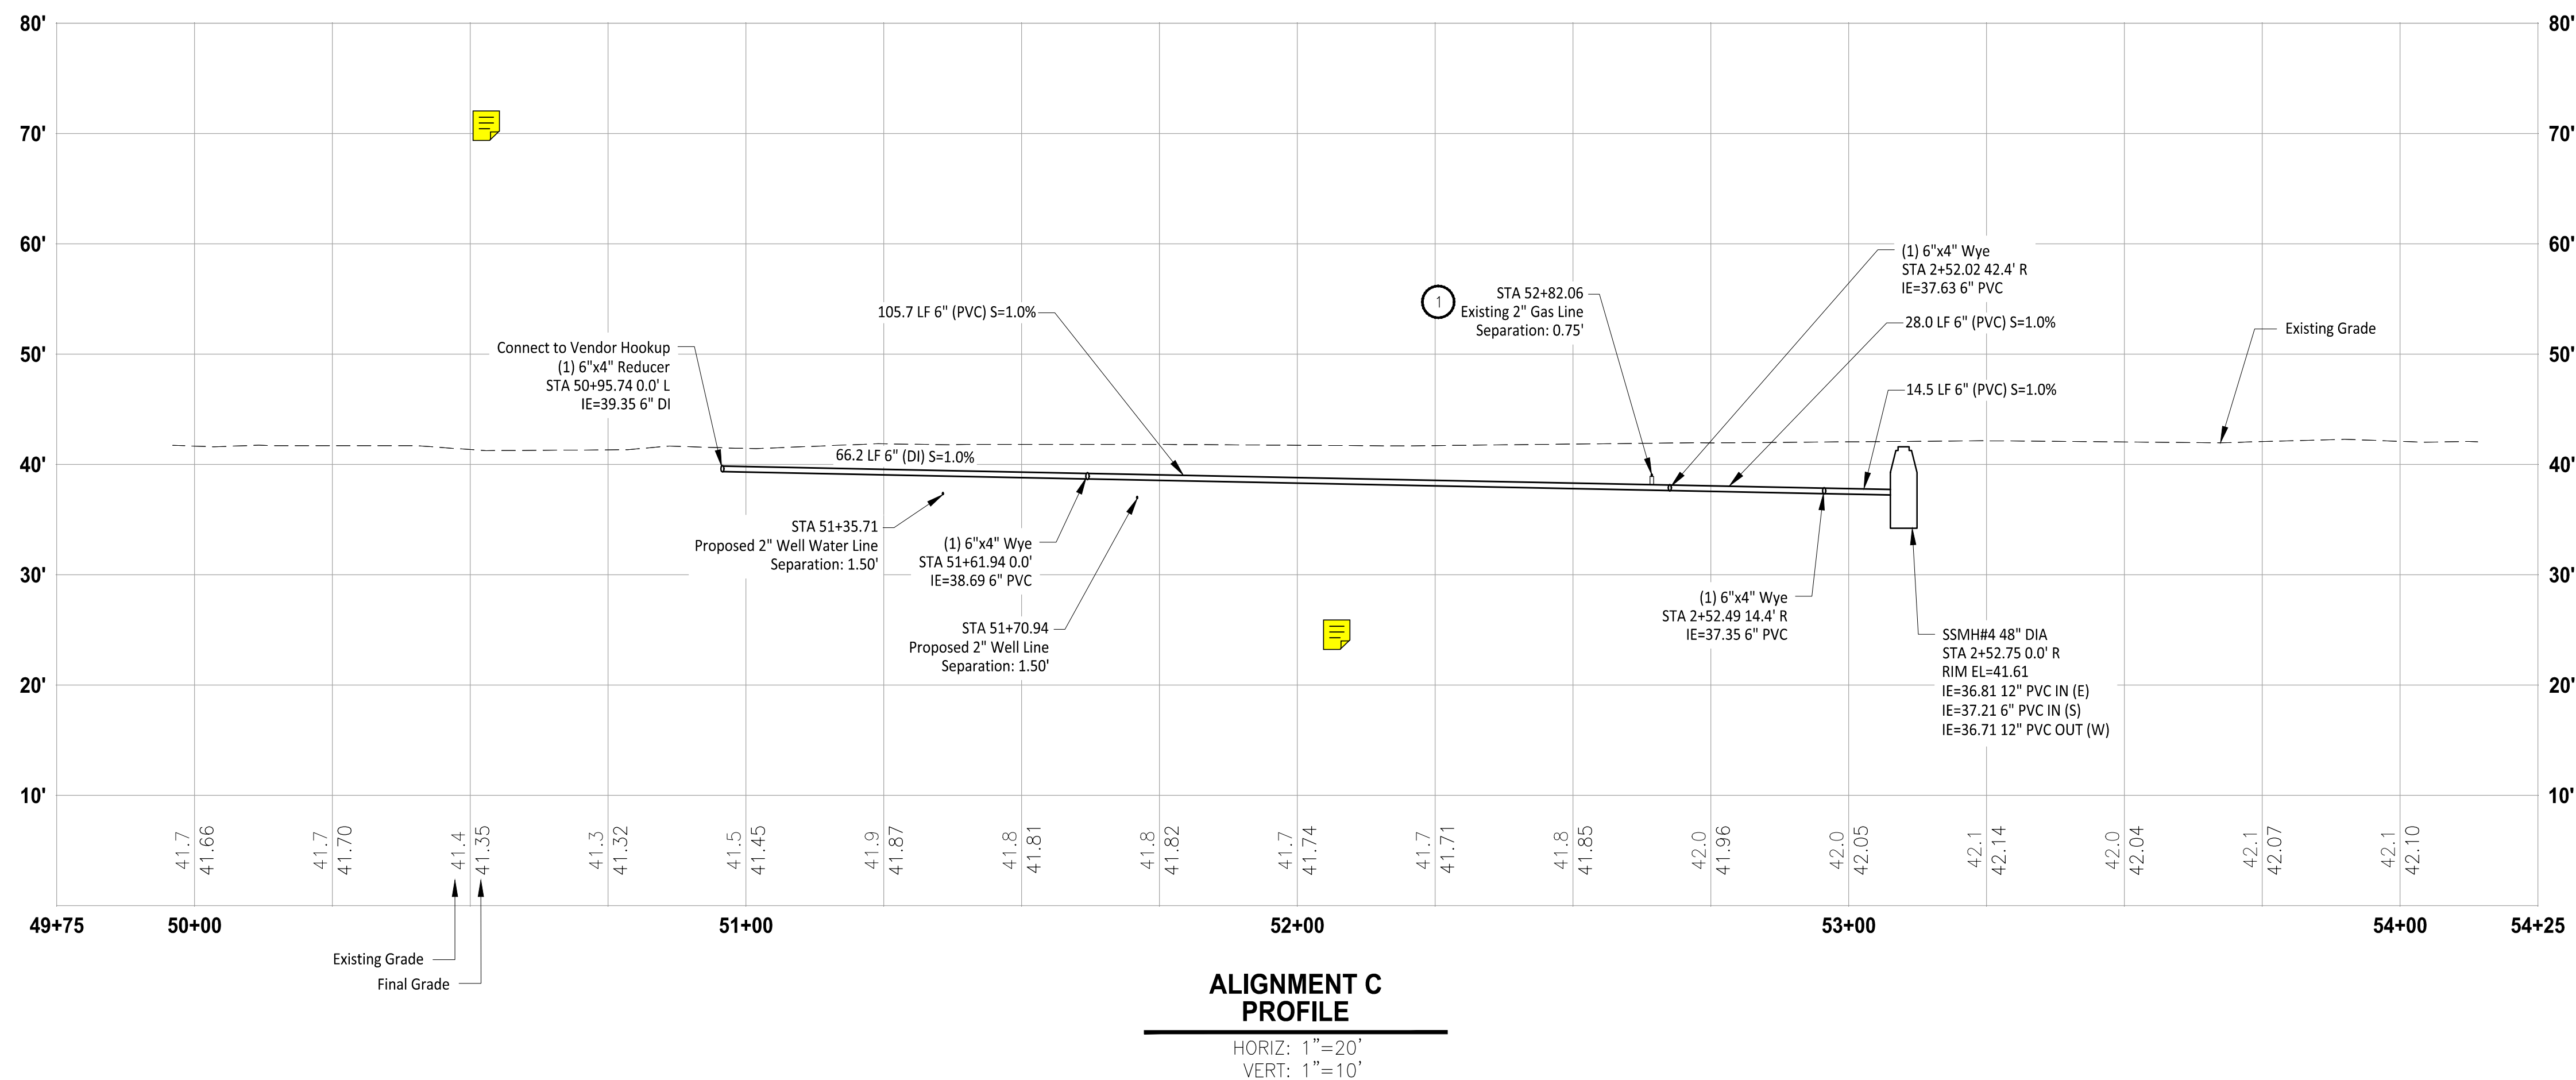 80'
80'
70'
70'
60'
60'
50'
50'
40'
40'
30'
30'
20'
20'
10'
10'
Connect to Vendor Hookup
(1) 6"x4" Reducer
STA 50+95.74 0.0' L
IE=39.35 6" DI
105.7 LF 6" (PVC) S=1.0%
66.2 LF 6" (DI) S=1.0%
1
STA 52+82.06
Existing 2" Gas Line
Separation: 0.75'
(1) 6"x4" Wye
STA 2+52.02 42.4' R
IE=37.63 6" PVC
28.0 LF 6" (PVC) S=1.0%
14.5 LF 6" (PVC) S=1.0%
Existing Grade
STA 51+35.71
Proposed 2" Well Water Line
Separation: 1.50'
(1) 6"x4" Wye
STA 51+61.94 0.0'
IE=38.69 6" PVC
STA 51+70.94
Proposed 2" Well Line
Separation: 1.50'
(1) 6"x4" Wye
STA 2+52.49 14.4' R
IE=37.35 6" PVC
SSMH#4 48" DIA
STA 2+52.75 0.0' R
RIM EL=41.61
IE=36.81 12" PVC IN (E)
IE=37.21 6" PVC IN (S)
IE=36.71 12" PVC OUT (W)
41.7
41.66
41.7
41.70
41.4
41.35
41.3
41.32
41.5
41.45
41.9
41.87
41.8
41.81
41.8
41.82
41.7
41.74
41.7
41.71
41.8
41.85
42.0
41.96
42.0
42.05
42.1
42.14
42.0
42.04
42.1
42.07
42.1
42.10
49+75
50+00
51+00
52+00
53+00
54+00
54+25
Existing Grade
Final Grade
ALIGNMENT C
PROFILE
HORIZ: 1"=20'
VERT: 1"=10'